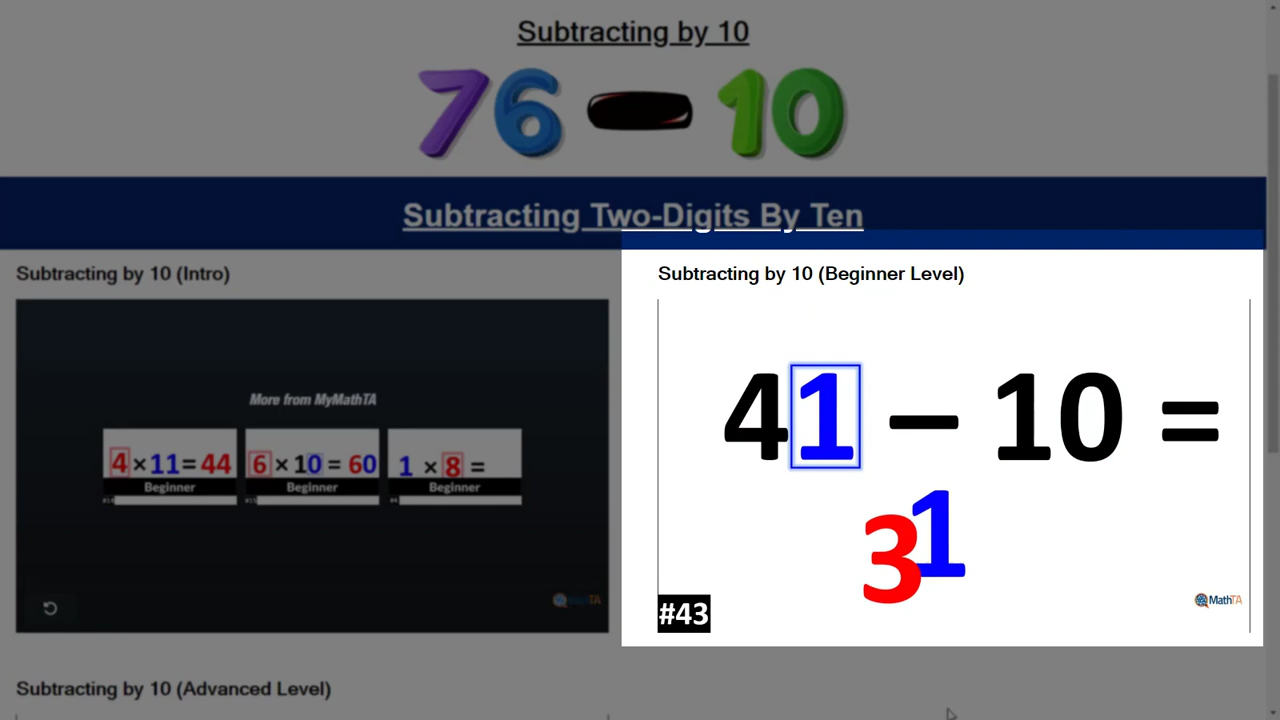 Subtracting by 10
76 - 10
Subtracting Two-Digits By Ten
Subtracting by 10 (Intro)
More from MyMathTA
4 × 11 = 44
Beginner
6 × 10 = 60
Beginner
1 × 8 =
Beginner
MathTA
Subtracting by 10 (Beginner Level)
41 – 10 =
31
#43
MathTA
Subtracting by 10 (Advanced Level)